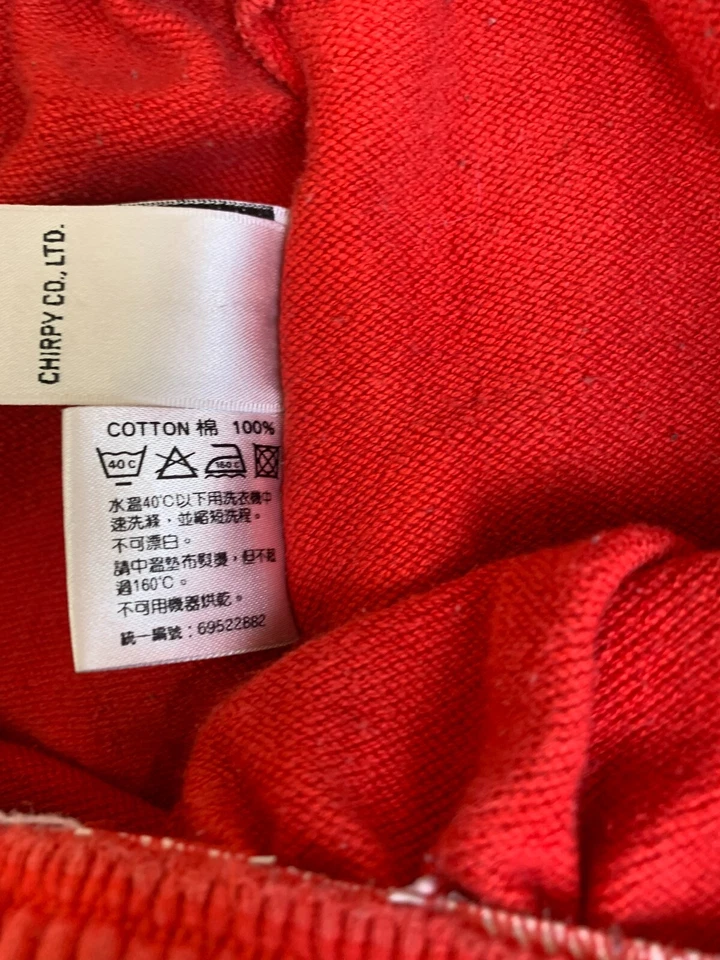 CHIRPY CO., LTD.
COTTON 棉 100%
40 C 160 C
水溫40°C以下用洗衣機中
速洗滌，並縮短洗程。
不可漂白。
請中溫墊布熨燙，但不超
過160°C。
不可用機器烘乾。
統一編號：69522882